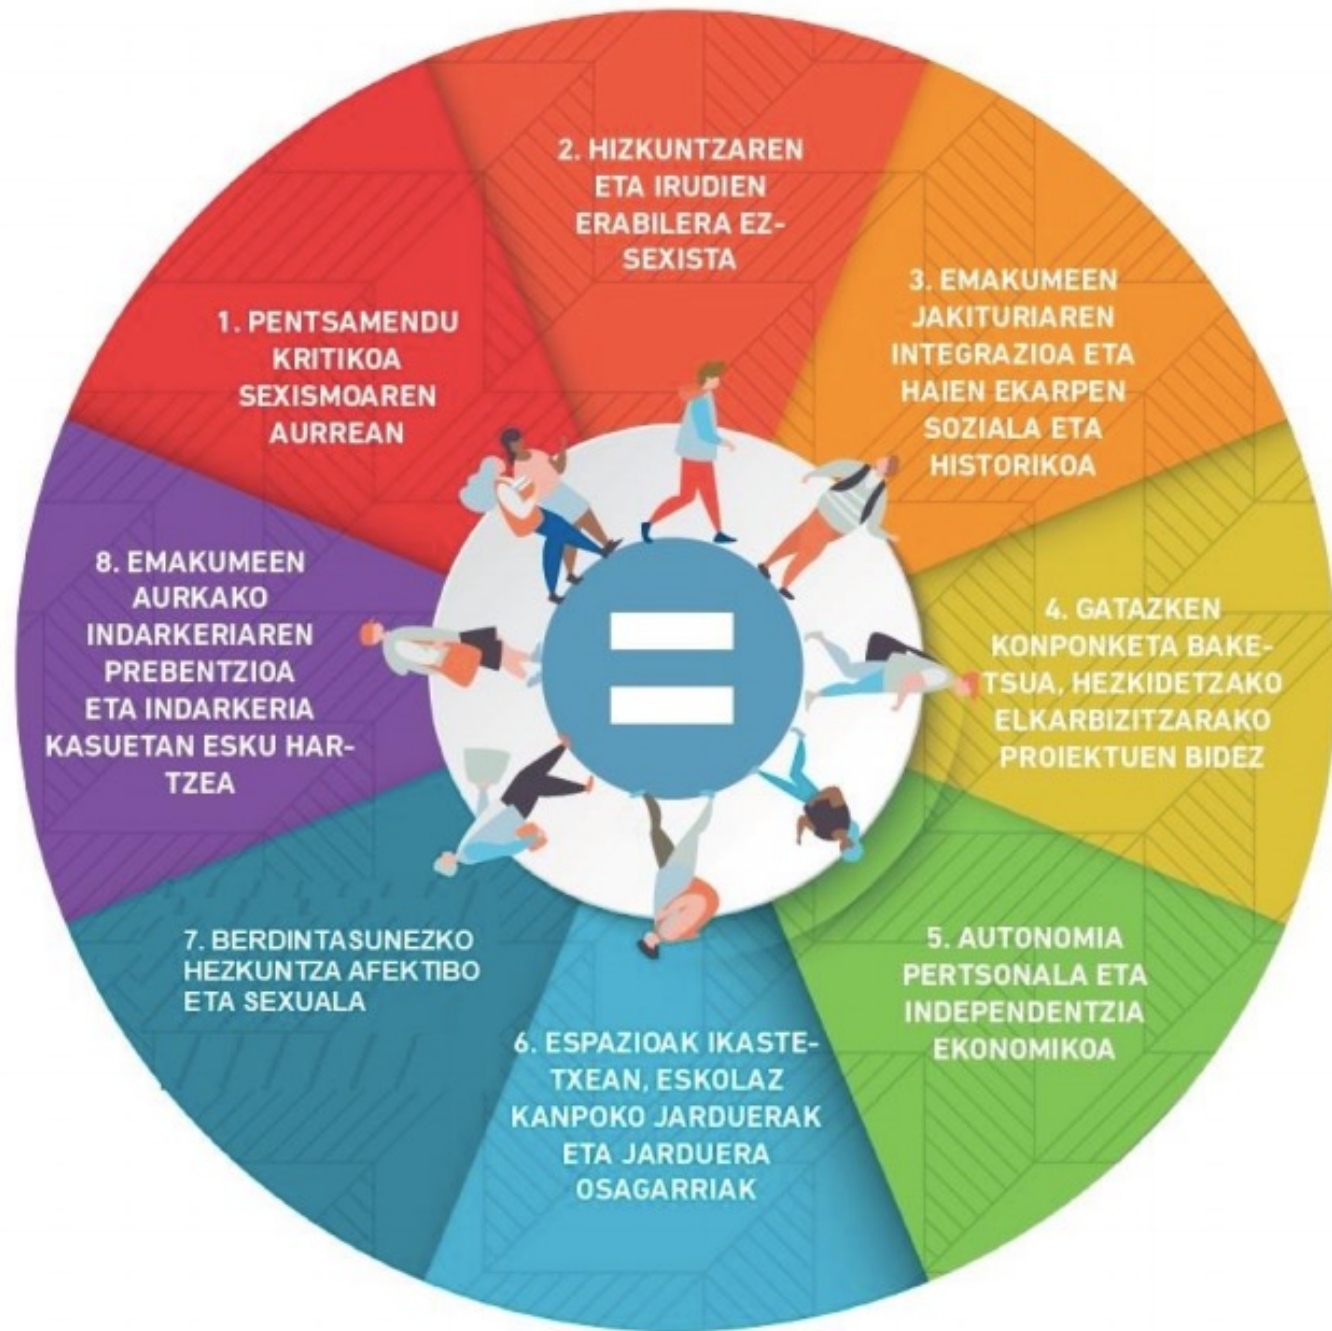 1. PENTSAMENDU
KRITIKOA
SEXISMOAREN
AURREAN
2. HIZKUNTZAREN
ETA IRUDIEN
ERABILERA EZ-
SEXISTA
3. EMAKUMEEN
JAKITURIAREN
INTEGRAZIOA ETA
HAIEN EKARPEN
SOZIALA ETA
HISTORIKOA
4. GATAZKEN
KONPONKETA BAKE-
TSUA, HEZKIDETZAKO
ELKARBIZITZARAKO
PROIEKTUEN BIDEZ
5. AUTONOMIA
PERTSONALA ETA
INDEPENDENTZIA
EKONOMIKOA
6. ESPAZIOAK IKASTE-
TXEAN, ESKOLAZ
KANPOKO JARDUERAK
ETA JARDUERA
OSAGARRIAK
7. BERDINTASUNEZKO
HEZKUNTZA AFEKTIBO
ETA SEXUALA
8. EMAKUMEEN
AURKAKO
INDARKERIAREN
PREBENTZIOA
ETA INDARKERIA
KASUETAN ESKU HAR-
TZEA
=